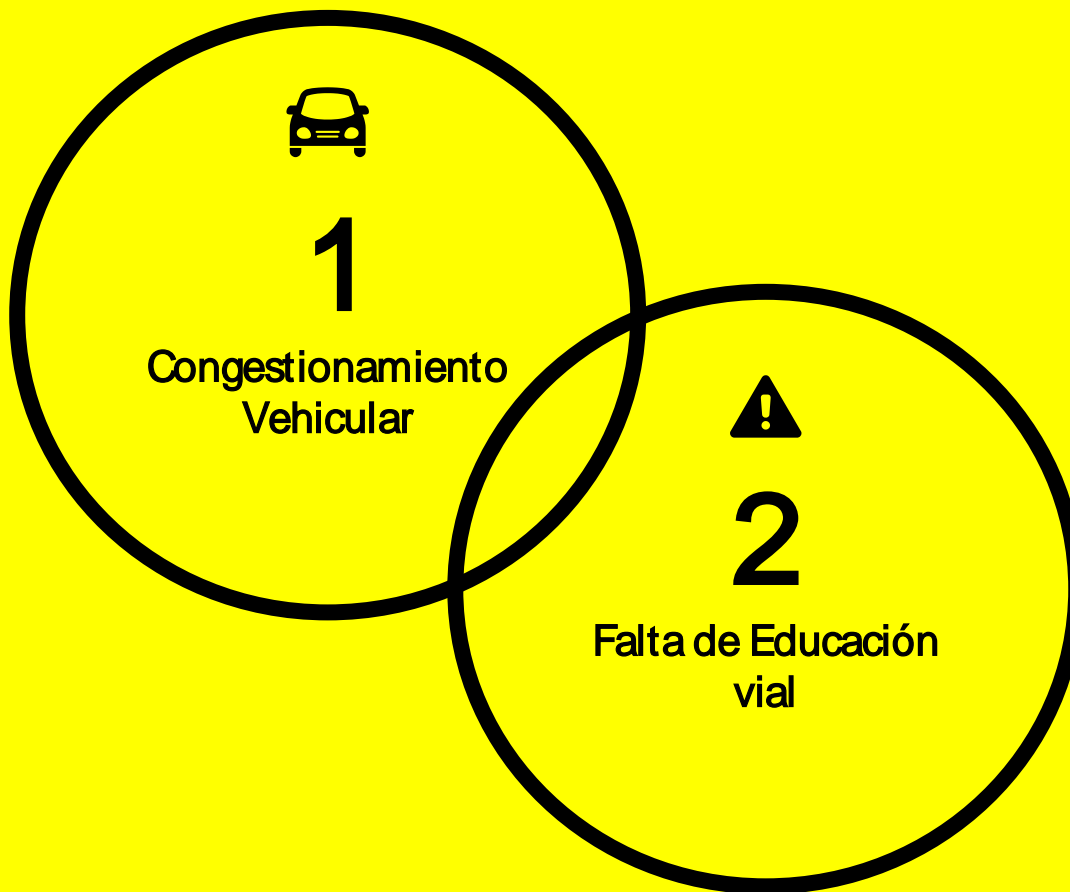 1
Congestionamiento
Vehicular
2
Falta de Educación
vial